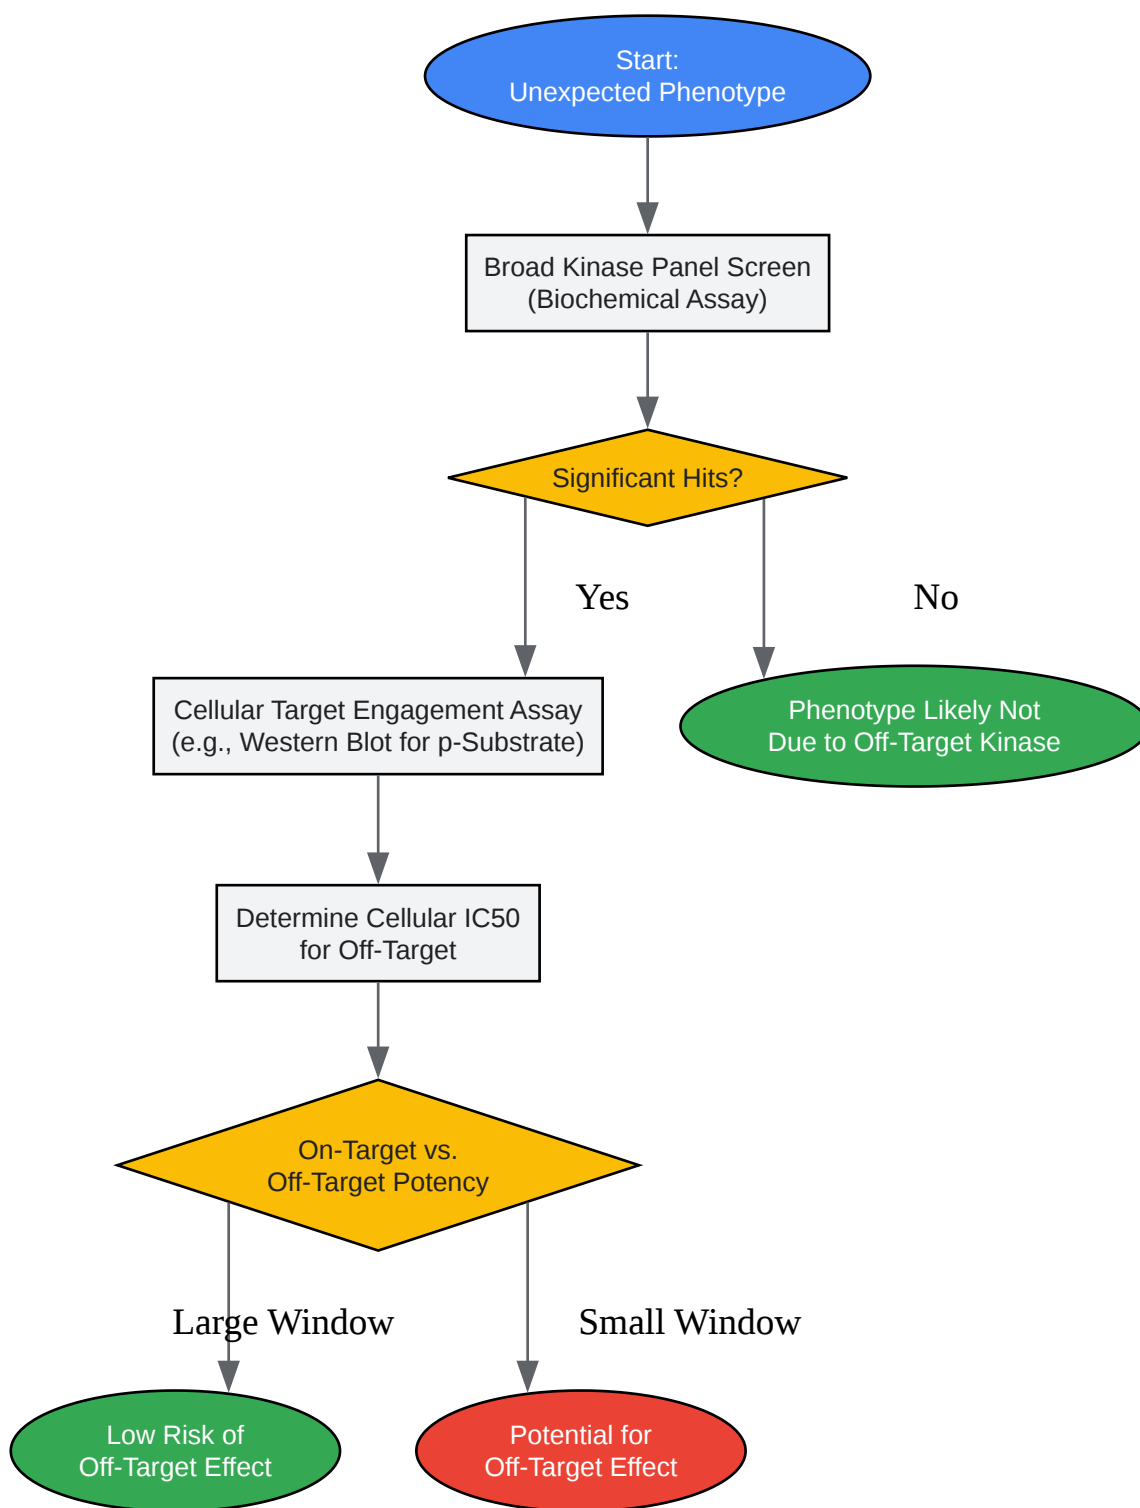 Start:
Unexpected Phenotype
Broad Kinase Panel Screen
(Biochemical Assay)
Significant Hits?
Yes
No
Cellular Target Engagement Assay
(e.g., Western Blot for p-Substrate)
Phenotype Likely Not
Due to Off-Target Kinase
Determine Cellular IC50
for Off-Target
On-Target vs.
Off-Target Potency
Large Window
Small Window
Low Risk of
Off-Target Effect
Potential for
Off-Target Effect